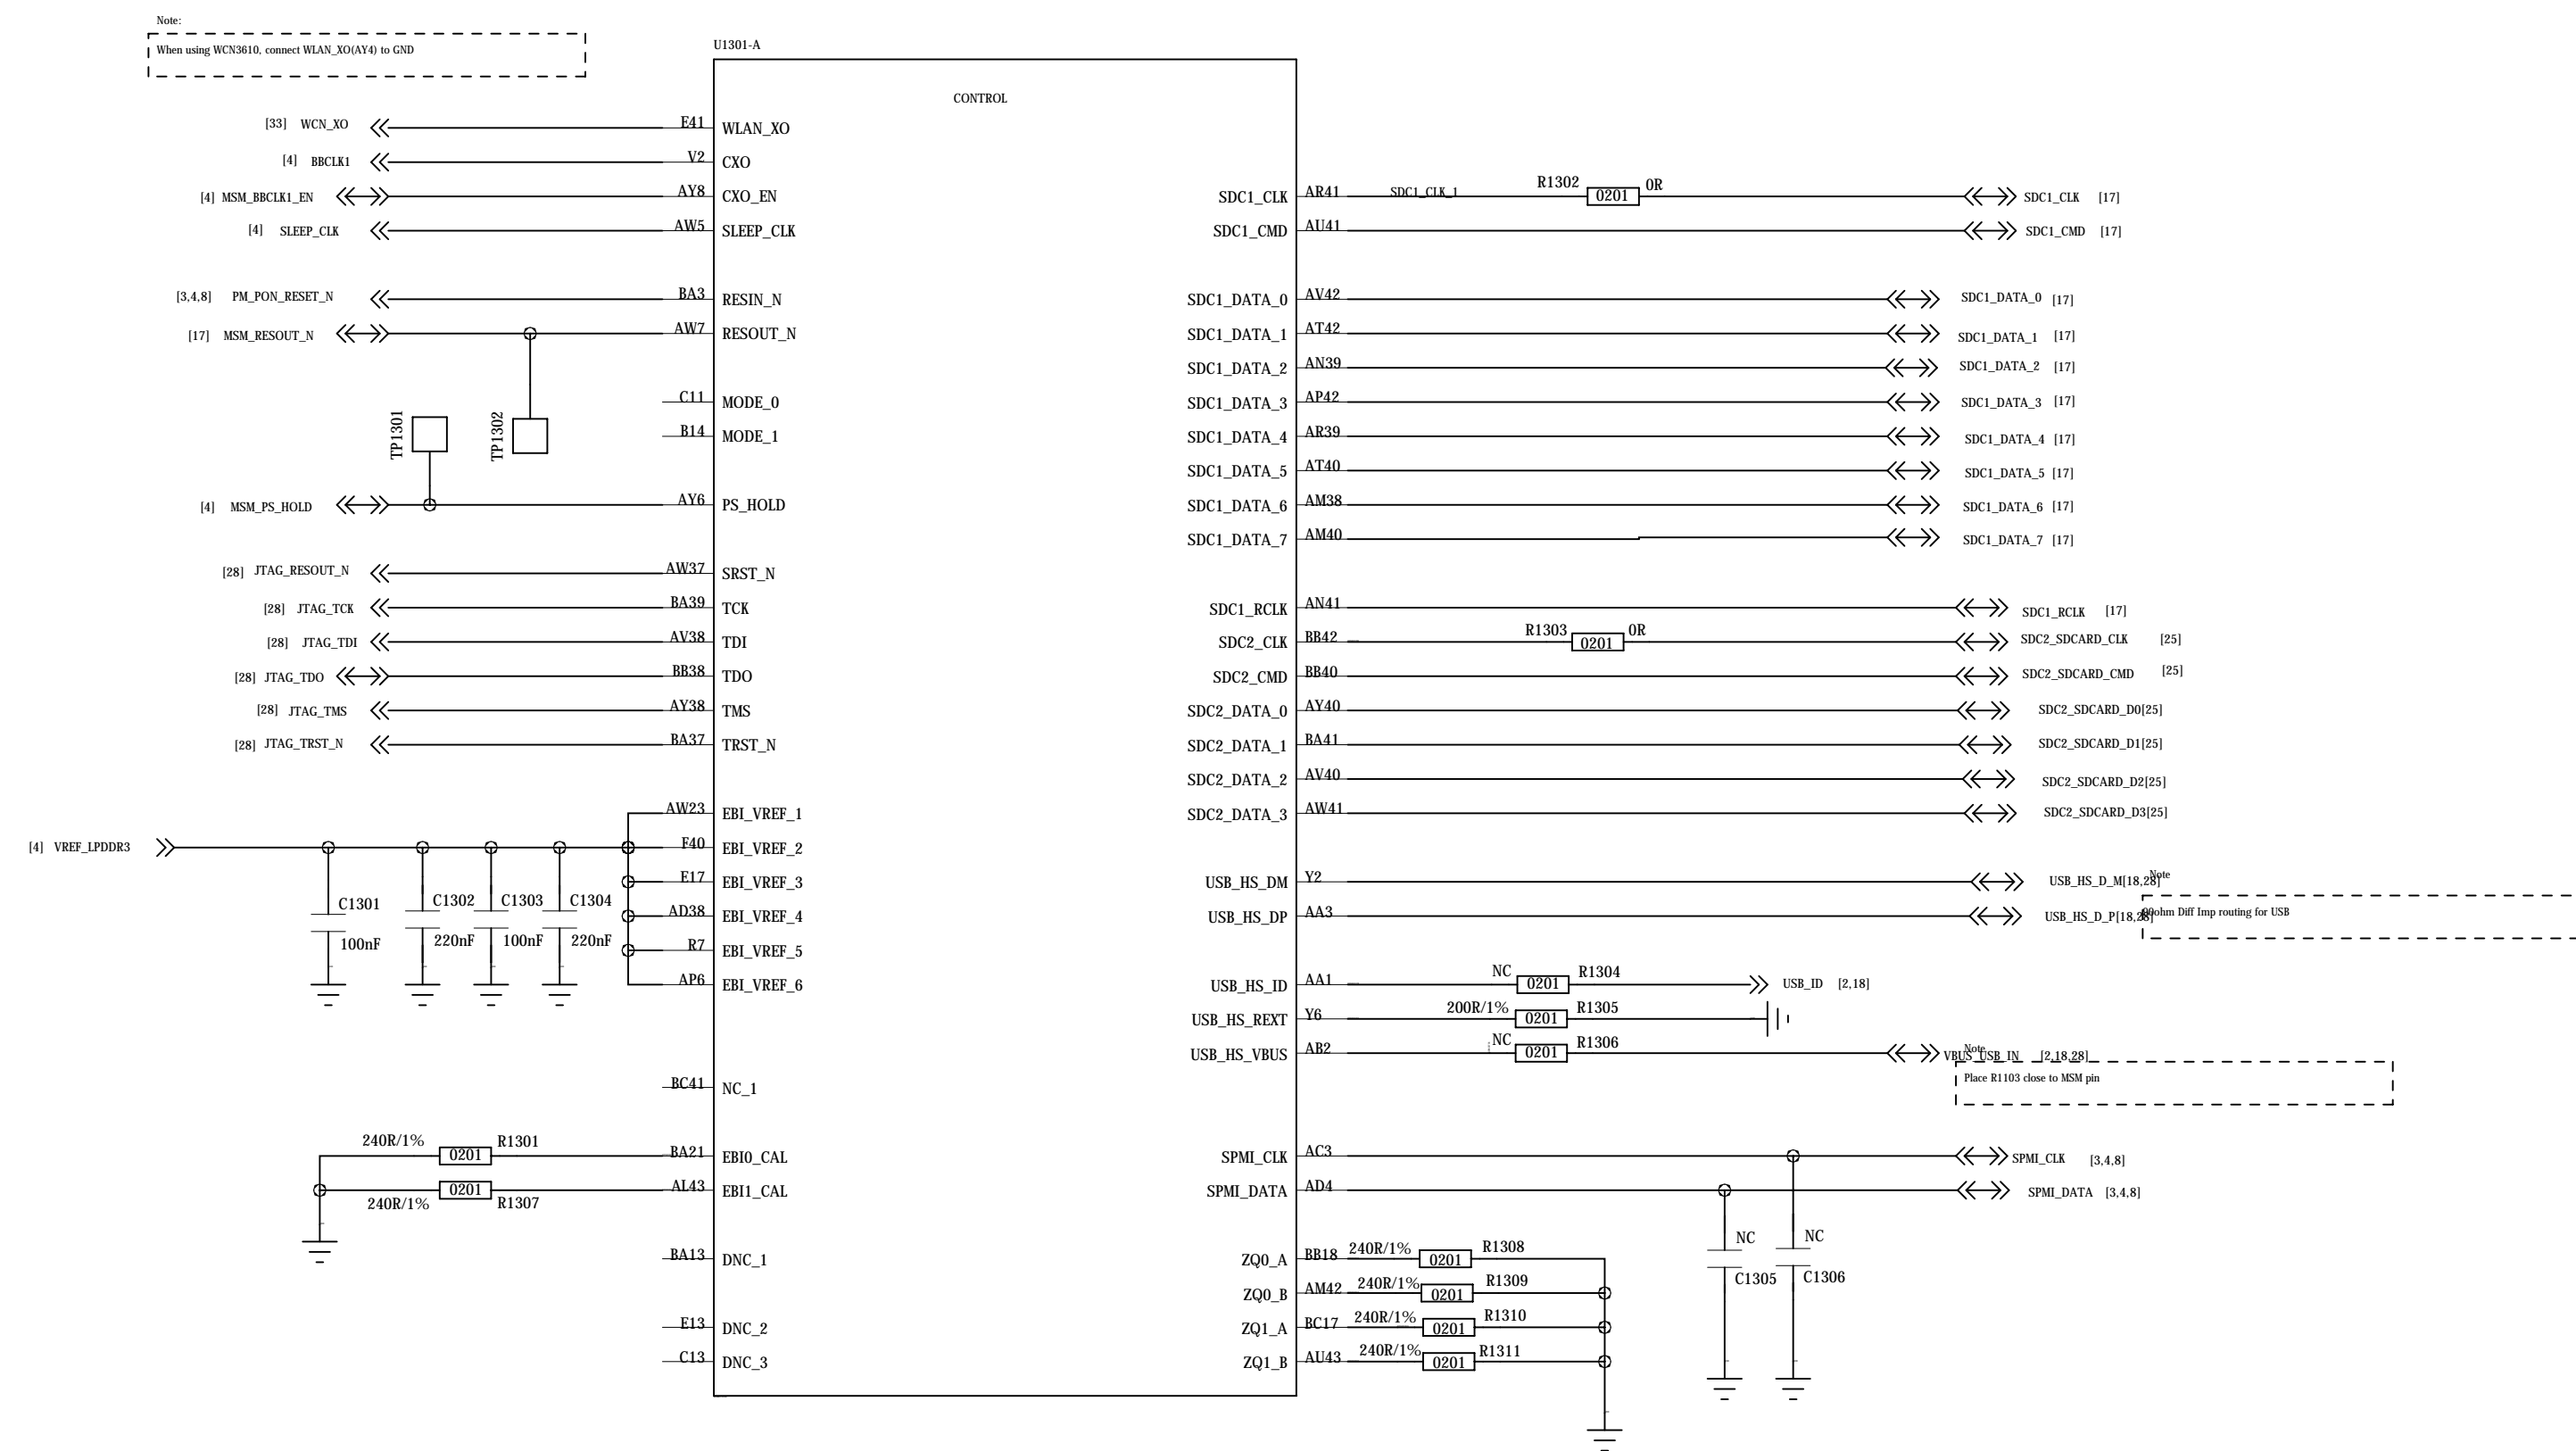 Note:
When using WCN3610, connect WLAN_XO(AY4) to GND
U1301-A
CONTROL
[33] WCN_XO E41 WLAN_XO
[4] BBCLK1 V2 CXO
[4] MSM_BBCLK1_EN AY8 CXO_EN
[4] SLEEP_CLK AW5 SLEEP_CLK
[3,4,8] PM_PON_RESET_N BA3 RESIN_N
[17] MSM_RESOUT_N AW7 RESOUT_N
C11 MODE_0
B14 MODE_1
TP1301
TP1302
[4] MSM_PS_HOLD AY6 PS_HOLD
[28] JTAG_RESOUT_N AW37 SRST_N
[28] JTAG_TCK BA39 TCK
[28] JTAG_TDI AV38 TDI
[28] JTAG_TDO BB38 TDO
[28] JTAG_TMS AY38 TMS
[28] JTAG_TRST_N BA37 TRST_N
AW23 EBI_VREF_1
[4] VREF_LPDDR3 F40 EBI_VREF_2
E17 EBI_VREF_3
AD38 EBI_VREF_4
R7 EBI_VREF_5
AP6 EBI_VREF_6
C1301 C1302 C1303 C1304
100nF 220nF 100nF 220nF
BC41 NC_1
240R/1% 0201 R1301 BA21 EBI0_CAL
240R/1% 0201 R1307 AL43 EBI1_CAL
BA13 DNC_1
E13 DNC_2
C13 DNC_3
SDC1_CLK AR41 SDC1_CLK_1 R1302 0201 0R SDC1_CLK [17]
SDC1_CMD AU41 SDC1_CMD [17]
SDC1_DATA_0 AV42 SDC1_DATA_0 [17]
SDC1_DATA_1 AT42 SDC1_DATA_1 [17]
SDC1_DATA_2 AN39 SDC1_DATA_2 [17]
SDC1_DATA_3 AP42 SDC1_DATA_3 [17]
SDC1_DATA_4 AR39 SDC1_DATA_4 [17]
SDC1_DATA_5 AT40 SDC1_DATA_5 [17]
SDC1_DATA_6 AM38 SDC1_DATA_6 [17]
SDC1_DATA_7 AM40 SDC1_DATA_7 [17]
SDC1_RCLK AN41 SDC1_RCLK [17]
SDC2_CLK BB42 R1303 0201 0R SDC2_SDCARD_CLK [25]
SDC2_CMD BB40 SDC2_SDCARD_CMD [25]
SDC2_DATA_0 AY40 SDC2_SDCARD_D0[25]
SDC2_DATA_1 BA41 SDC2_SDCARD_D1[25]
SDC2_DATA_2 AV40 SDC2_SDCARD_D2[25]
SDC2_DATA_3 AW41 SDC2_SDCARD_D3[25]
USB_HS_DM Y2 USB_HS_D_M[18,28]
Note
USB_HS_DP AA3 USB_HS_D_P[18,28]
Diff Imp routing for USB
USB_HS_ID AA1 NC 0201 R1304 USB_ID [2,18]
USB_HS_REXT Y6 200R/1% 0201 R1305
USB_HS_VBUS AB2 NC 0201 R1306 VBUS_USB_IN [2,18,28]
Note
Place R1103 close to MSM pin
SPMI_CLK AC3 SPMI_CLK [3,4,8]
SPMI_DATA AD4 SPMI_DATA [3,4,8]
NC C1305
NC C1306
ZQ0_A BB18 240R/1% 0201 R1308
ZQ0_B AM42 240R/1% 0201 R1309
ZQ1_A BC17 240R/1% 0201 R1310
ZQ1_B AU43 240R/1% 0201 R1311